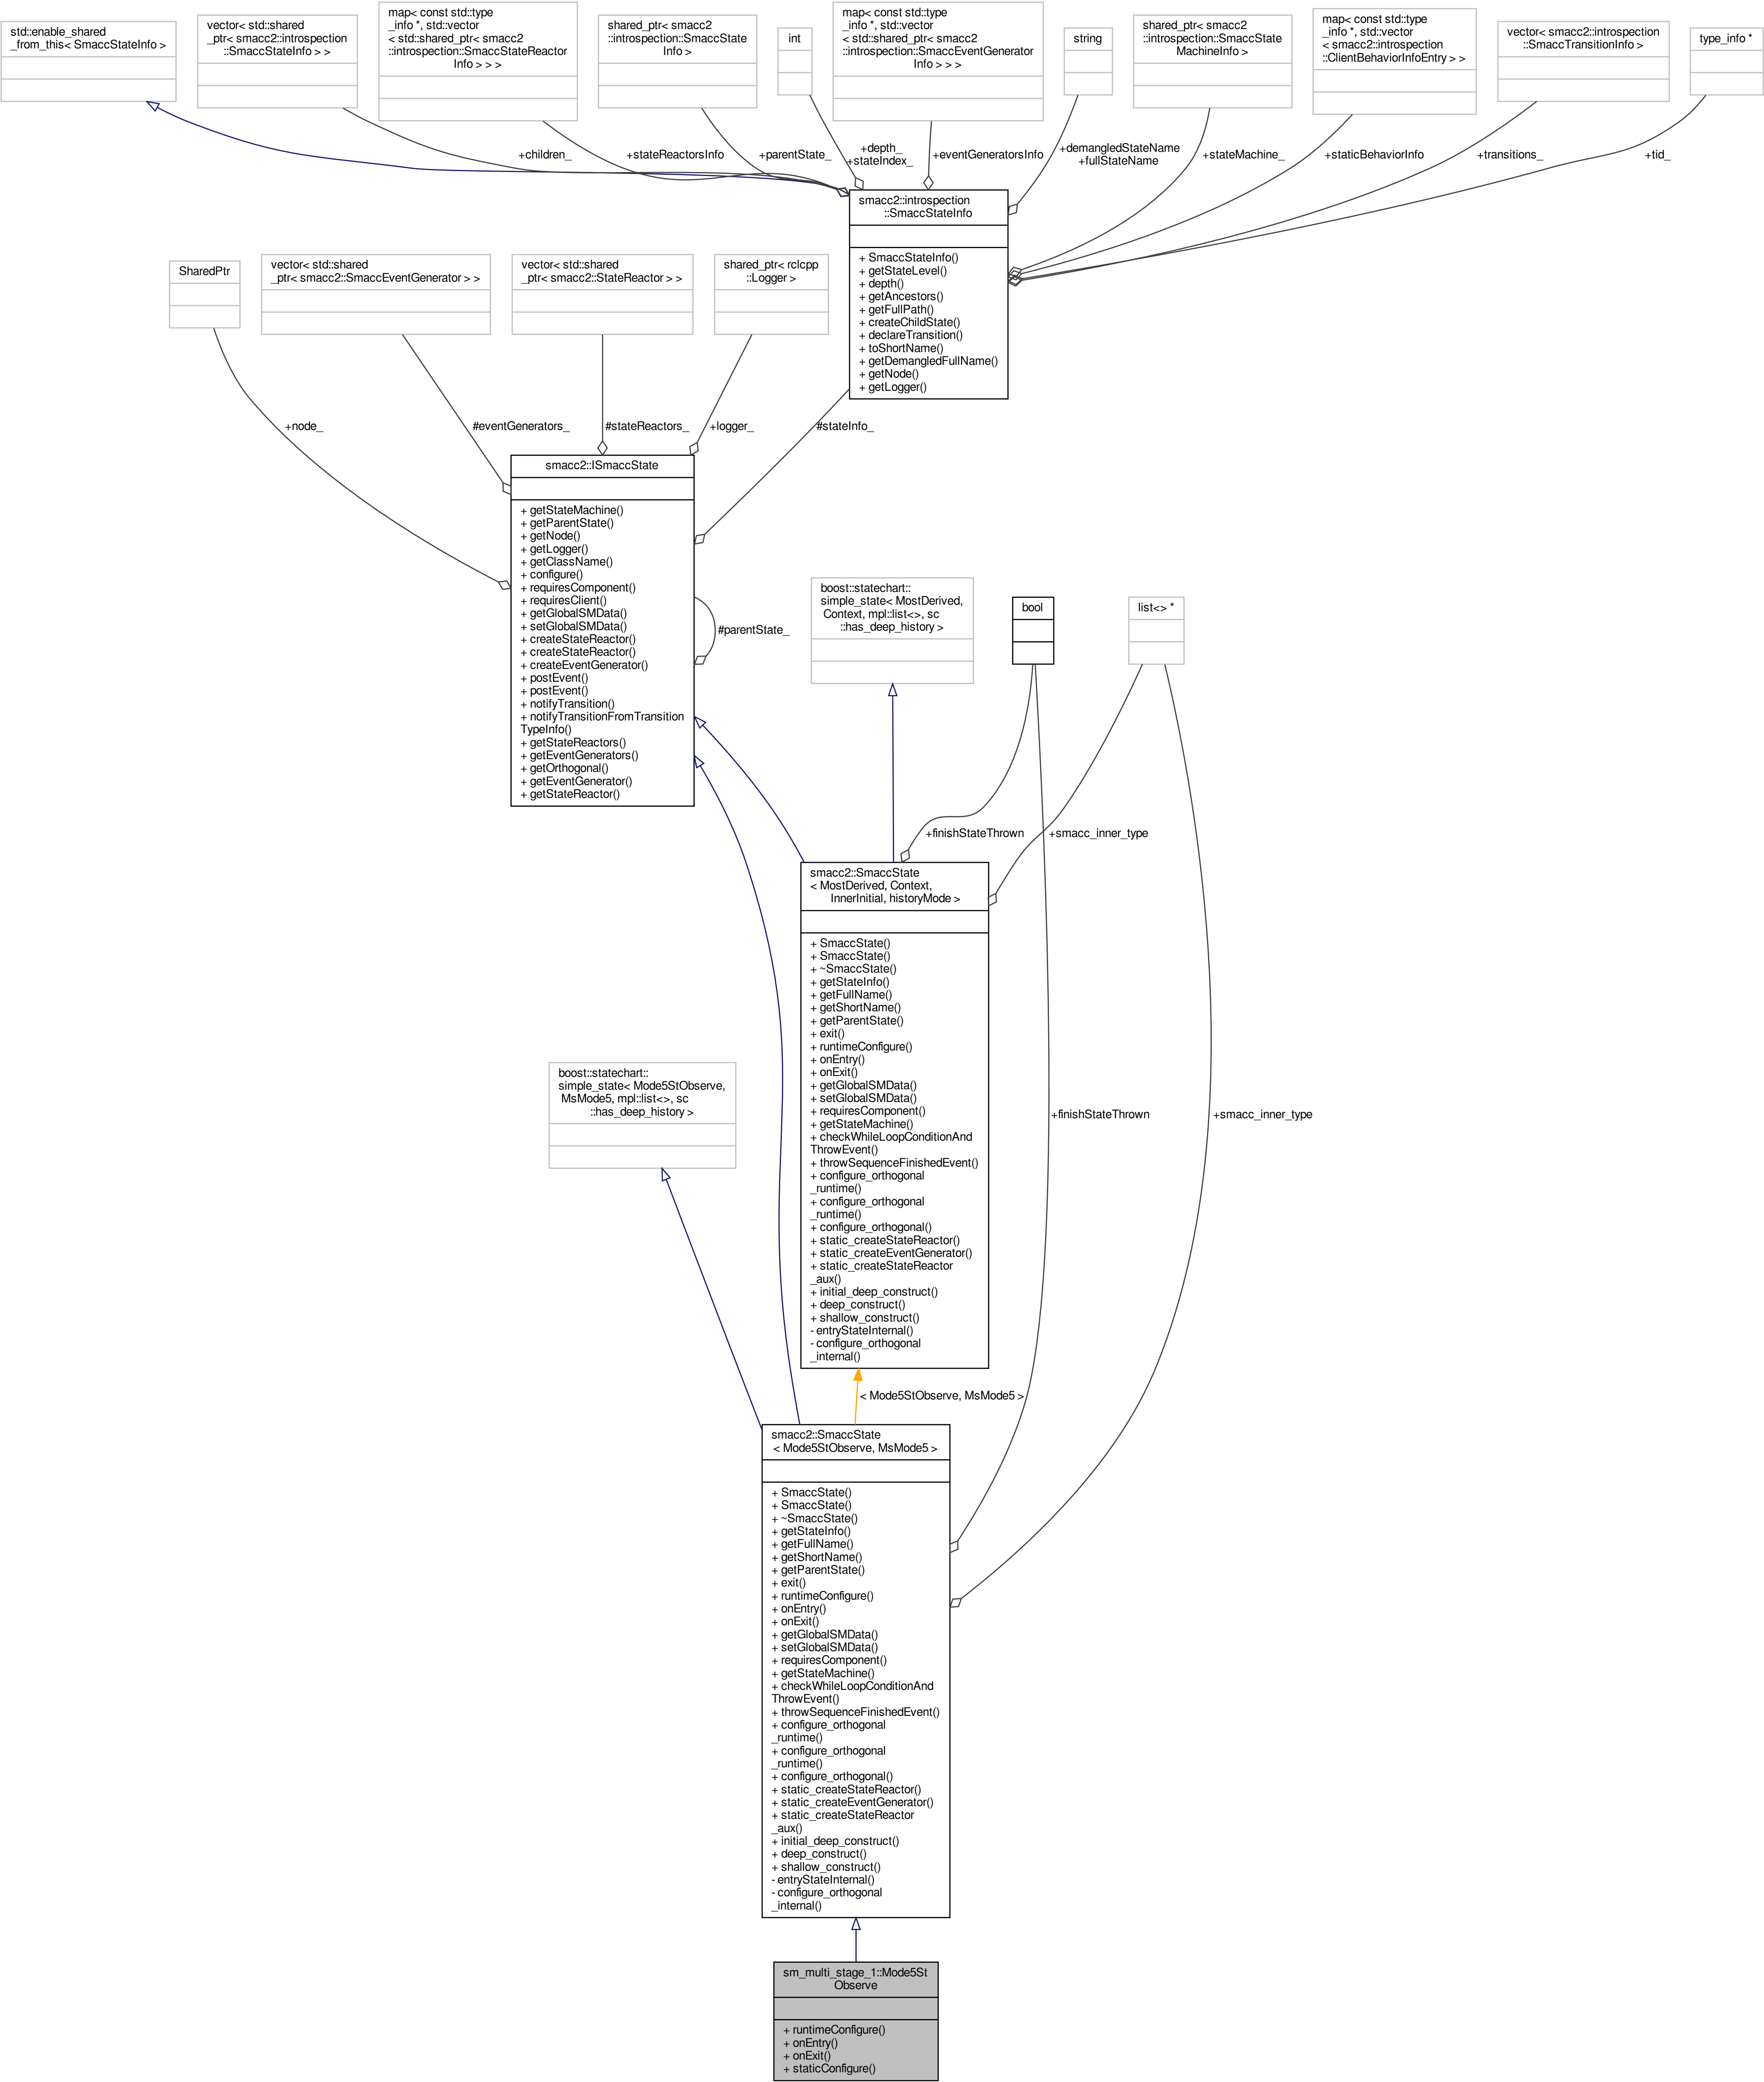 std::enable_shared
_from_this< SmaccStateInfo >
vector< std::shared
_ptr< smacc2::introspection
::SmaccStateInfo > >
map< const std::type
_info *, std::vector
< std::shared_ptr< smacc2
::introspection::SmaccStateReactor
Info > > >
shared_ptr< smacc2
::introspection::SmaccState
Info >
int
map< const std::type
_info *, std::vector
< std::shared_ptr< smacc2
::introspection::SmaccEventGenerator
Info > > >
string
shared_ptr< smacc2
::introspection::SmaccState
MachineInfo >
map< const std::type
_info *, std::vector
< smacc2::introspection
::ClientBehaviorInfoEntry > >
vector< smacc2::introspection
::SmaccTransitionInfo >
type_info *
+children_
+stateReactorsInfo
+parentState_
+depth_
+stateIndex_
+eventGeneratorsInfo
+demangledStateName
+fullStateName
+stateMachine_
+staticBehaviorInfo
+transitions_
+tid_
smacc2::introspection
::SmaccStateInfo
+ SmaccStateInfo()
+ getStateLevel()
+ depth()
+ getAncestors()
+ getFullPath()
+ createChildState()
+ declareTransition()
+ toShortName()
+ getDemangledFullName()
+ getNode()
+ getLogger()
SharedPtr
vector< std::shared
_ptr< smacc2::SmaccEventGenerator > >
vector< std::shared
_ptr< smacc2::StateReactor > >
shared_ptr< rclcpp
::Logger >
+node_
#eventGenerators_
#stateReactors_
+logger_
#stateInfo_
smacc2::ISmaccState
+ getStateMachine()
+ getParentState()
+ getNode()
+ getLogger()
+ getClassName()
+ configure()
+ requiresComponent()
+ requiresClient()
+ getGlobalSMData()
+ setGlobalSMData()
+ createStateReactor()
+ createStateReactor()
+ createEventGenerator()
+ postEvent()
+ postEvent()
+ notifyTransition()
+ notifyTransitionFromTransition
TypeInfo()
+ getStateReactors()
+ getEventGenerators()
+ getOrthogonal()
+ getEventGenerator()
+ getStateReactor()
#parentState_
boost::statechart::
simple_state< MostDerived,
Context, mpl::list<>, sc
::has_deep_history >
bool
list<> *
+finishStateThrown
+smacc_inner_type
smacc2::SmaccState
< MostDerived, Context,
InnerInitial, historyMode >
+ SmaccState()
+ SmaccState()
+ ~SmaccState()
+ getStateInfo()
+ getFullName()
+ getShortName()
+ getParentState()
+ exit()
+ runtimeConfigure()
+ onEntry()
+ onExit()
+ getGlobalSMData()
+ setGlobalSMData()
+ requiresComponent()
+ getStateMachine()
+ checkWhileLoopConditionAnd
ThrowEvent()
+ throwSequenceFinishedEvent()
+ configure_orthogonal
_runtime()
+ configure_orthogonal
_runtime()
+ configure_orthogonal()
+ static_createStateReactor()
+ static_createEventGenerator()
+ static_createStateReactor
_aux()
+ initial_deep_construct()
+ deep_construct()
+ shallow_construct()
- entryStateInternal()
- configure_orthogonal
_internal()
boost::statechart::
simple_state< Mode5StObserve,
MsMode5, mpl::list<>, sc
::has_deep_history >
+finishStateThrown
+smacc_inner_type
< Mode5StObserve, MsMode5 >
smacc2::SmaccState
< Mode5StObserve, MsMode5 >
+ SmaccState()
+ SmaccState()
+ ~SmaccState()
+ getStateInfo()
+ getFullName()
+ getShortName()
+ getParentState()
+ exit()
+ runtimeConfigure()
+ onEntry()
+ onExit()
+ getGlobalSMData()
+ setGlobalSMData()
+ requiresComponent()
+ getStateMachine()
+ checkWhileLoopConditionAnd
ThrowEvent()
+ throwSequenceFinishedEvent()
+ configure_orthogonal
_runtime()
+ configure_orthogonal
_runtime()
+ configure_orthogonal()
+ static_createStateReactor()
+ static_createEventGenerator()
+ static_createStateReactor
_aux()
+ initial_deep_construct()
+ deep_construct()
+ shallow_construct()
- entryStateInternal()
- configure_orthogonal
_internal()
sm_multi_stage_1::Mode5St
Observe
+ runtimeConfigure()
+ onEntry()
+ onExit()
+ staticConfigure()